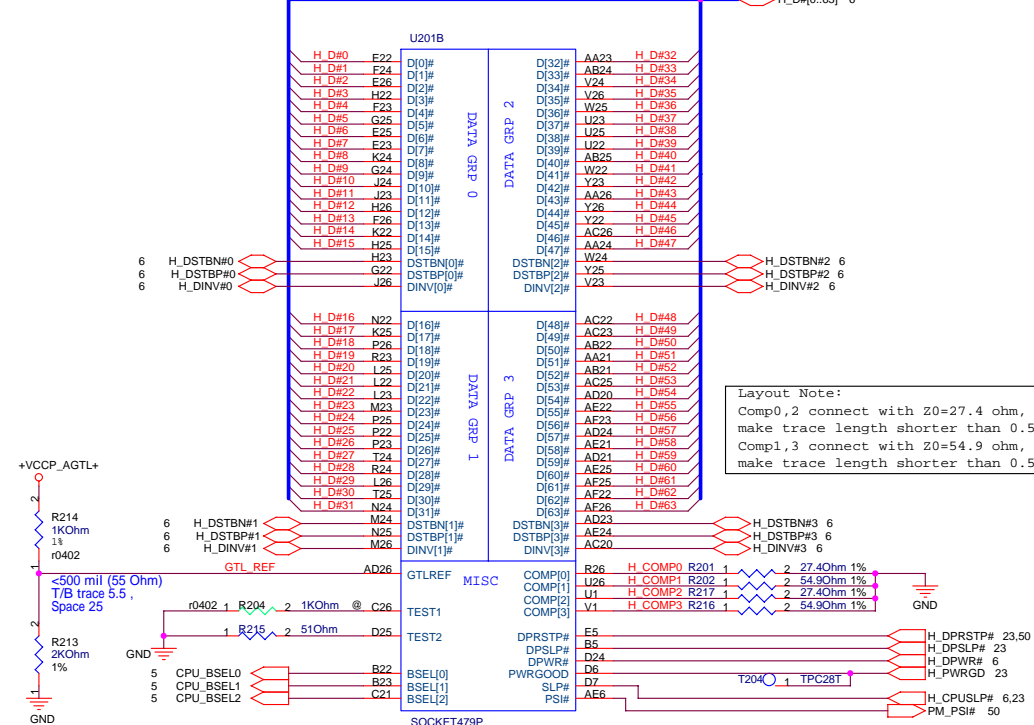 H_D#[0..63] 6
U201B
H_D#0 E22 D[0]# D[32]# AA23 H_D#32
H_D#1 F24 D[1]# D[33]# AB24 H_D#33
H_D#2 E26 D[2]# D[34]# V24 H_D#34
H_D#3 H22 D[3]# D[35]# V26 H_D#35
H_D#4 F23 D[4]# D[36]# W25 H_D#36
H_D#5 G25 D[5]# D[37]# U23 H_D#37
H_D#6 E25 D[6]# D[38]# U25 H_D#38
H_D#7 E23 D[7]# D[39]# U22 H_D#39
H_D#8 K24 D[8]# D[40]# AB25 H_D#40
H_D#9 G24 D[9]# D[41]# W22 H_D#41
H_D#10 J24 D[10]# D[42]# Y23 H_D#42
H_D#11 J23 D[11]# D[43]# AA26 H_D#43
H_D#12 H26 D[12]# D[44]# Y26 H_D#44
H_D#13 F26 D[13]# D[45]# Y22 H_D#45
H_D#14 K22 D[14]# D[46]# AC26 H_D#46
H_D#15 H25 D[15]# D[47]# AA24 H_D#47
DATA GRP 0
DATA GRP 2
6 H_DSTBN#0 H23 DSTBN[0]# DSTBN[2]# W24 H_DSTBN#2 6
6 H_DSTBP#0 G22 DSTBP[0]# DSTBP[2]# Y25 H_DSTBP#2 6
6 H_DINV#0 J26 DINV[0]# DINV[2]# V23 H_DINV#2 6
H_D#16 N22 D[16]# D[48]# AC22 H_D#48
H_D#17 K25 D[17]# D[49]# AC23 H_D#49
H_D#18 P26 D[18]# D[50]# AB22 H_D#50
H_D#19 R23 D[19]# D[51]# AA21 H_D#51
H_D#20 L25 D[20]# D[52]# AB21 H_D#52
H_D#21 L22 D[21]# D[53]# AC25 H_D#53
H_D#22 L23 D[22]# D[54]# AD20 H_D#54
H_D#23 M23 D[23]# D[55]# AE22 H_D#55
H_D#24 P25 D[24]# D[56]# AF23 H_D#56
H_D#25 P22 D[25]# D[57]# AD24 H_D#57
H_D#26 P23 D[26]# D[58]# AE21 H_D#58
H_D#27 T24 D[27]# D[59]# AD21 H_D#59
H_D#28 R24 D[28]# D[60]# AE25 H_D#60
H_D#29 L26 D[29]# D[61]# AF25 H_D#61
H_D#30 T25 D[30]# D[62]# AF22 H_D#62
H_D#31 N24 D[31]# D[63]# AF26 H_D#63
DATA GRP 1
DATA GRP 3
6 H_DSTBN#1 M24 DSTBN[1]# DSTBN[3]# AD23 H_DSTBN#3 6
6 H_DSTBP#1 N25 DSTBP[1]# DSTBP[3]# AE24 H_DSTBP#3 6
6 H_DINV#1 M26 DINV[1]# DINV[3]# AC20 H_DINV#3 6
Layout Note:
Comp0,2 connect with Z0=27.4 ohm,
make trace length shorter than 0.5
Comp1,3 connect with Z0=54.9 ohm,
make trace length shorter than 0.5
+VCCP_AGTL+
2
R214
1KOhm
1%
r0402
1
GTL_REF AD26 GTLREF
<500 mil (55 Ohm)
T/B trace 5.5 ,
Space 25
2
R213
2KOhm
1%
1
GND
MISC
COMP[0] R26 H_COMP0 R201 1 2 27.4Ohm 1%
COMP[1] U26 H_COMP1 R202 1 2 54.9Ohm 1%
COMP[2] U1 H_COMP2 R217 1 2 27.4Ohm 1%
COMP[3] V1 H_COMP3 R216 1 2 54.9Ohm 1%
GND
r0402 1 R204 2 1KOhm @ C26 TEST1
1 R215 2 51Ohm D25 TEST2
GND
DPRSTP# E5 H_DPRSTP# 23,50
DPSLP# B5 H_DPSLP# 23
DPWR# D24 H_DPWR# 6
PWRGOOD D6 H_PWRGD 23
T204 1 TPC28T
SLP# D7 H_CPUSLP# 6,23
PSI# AE6 PM_PSI# 50
5 CPU_BSEL0 B22 BSEL[0]
5 CPU_BSEL1 B23 BSEL[1]
5 CPU_BSEL2 C21 BSEL[2]
SOCKET479P